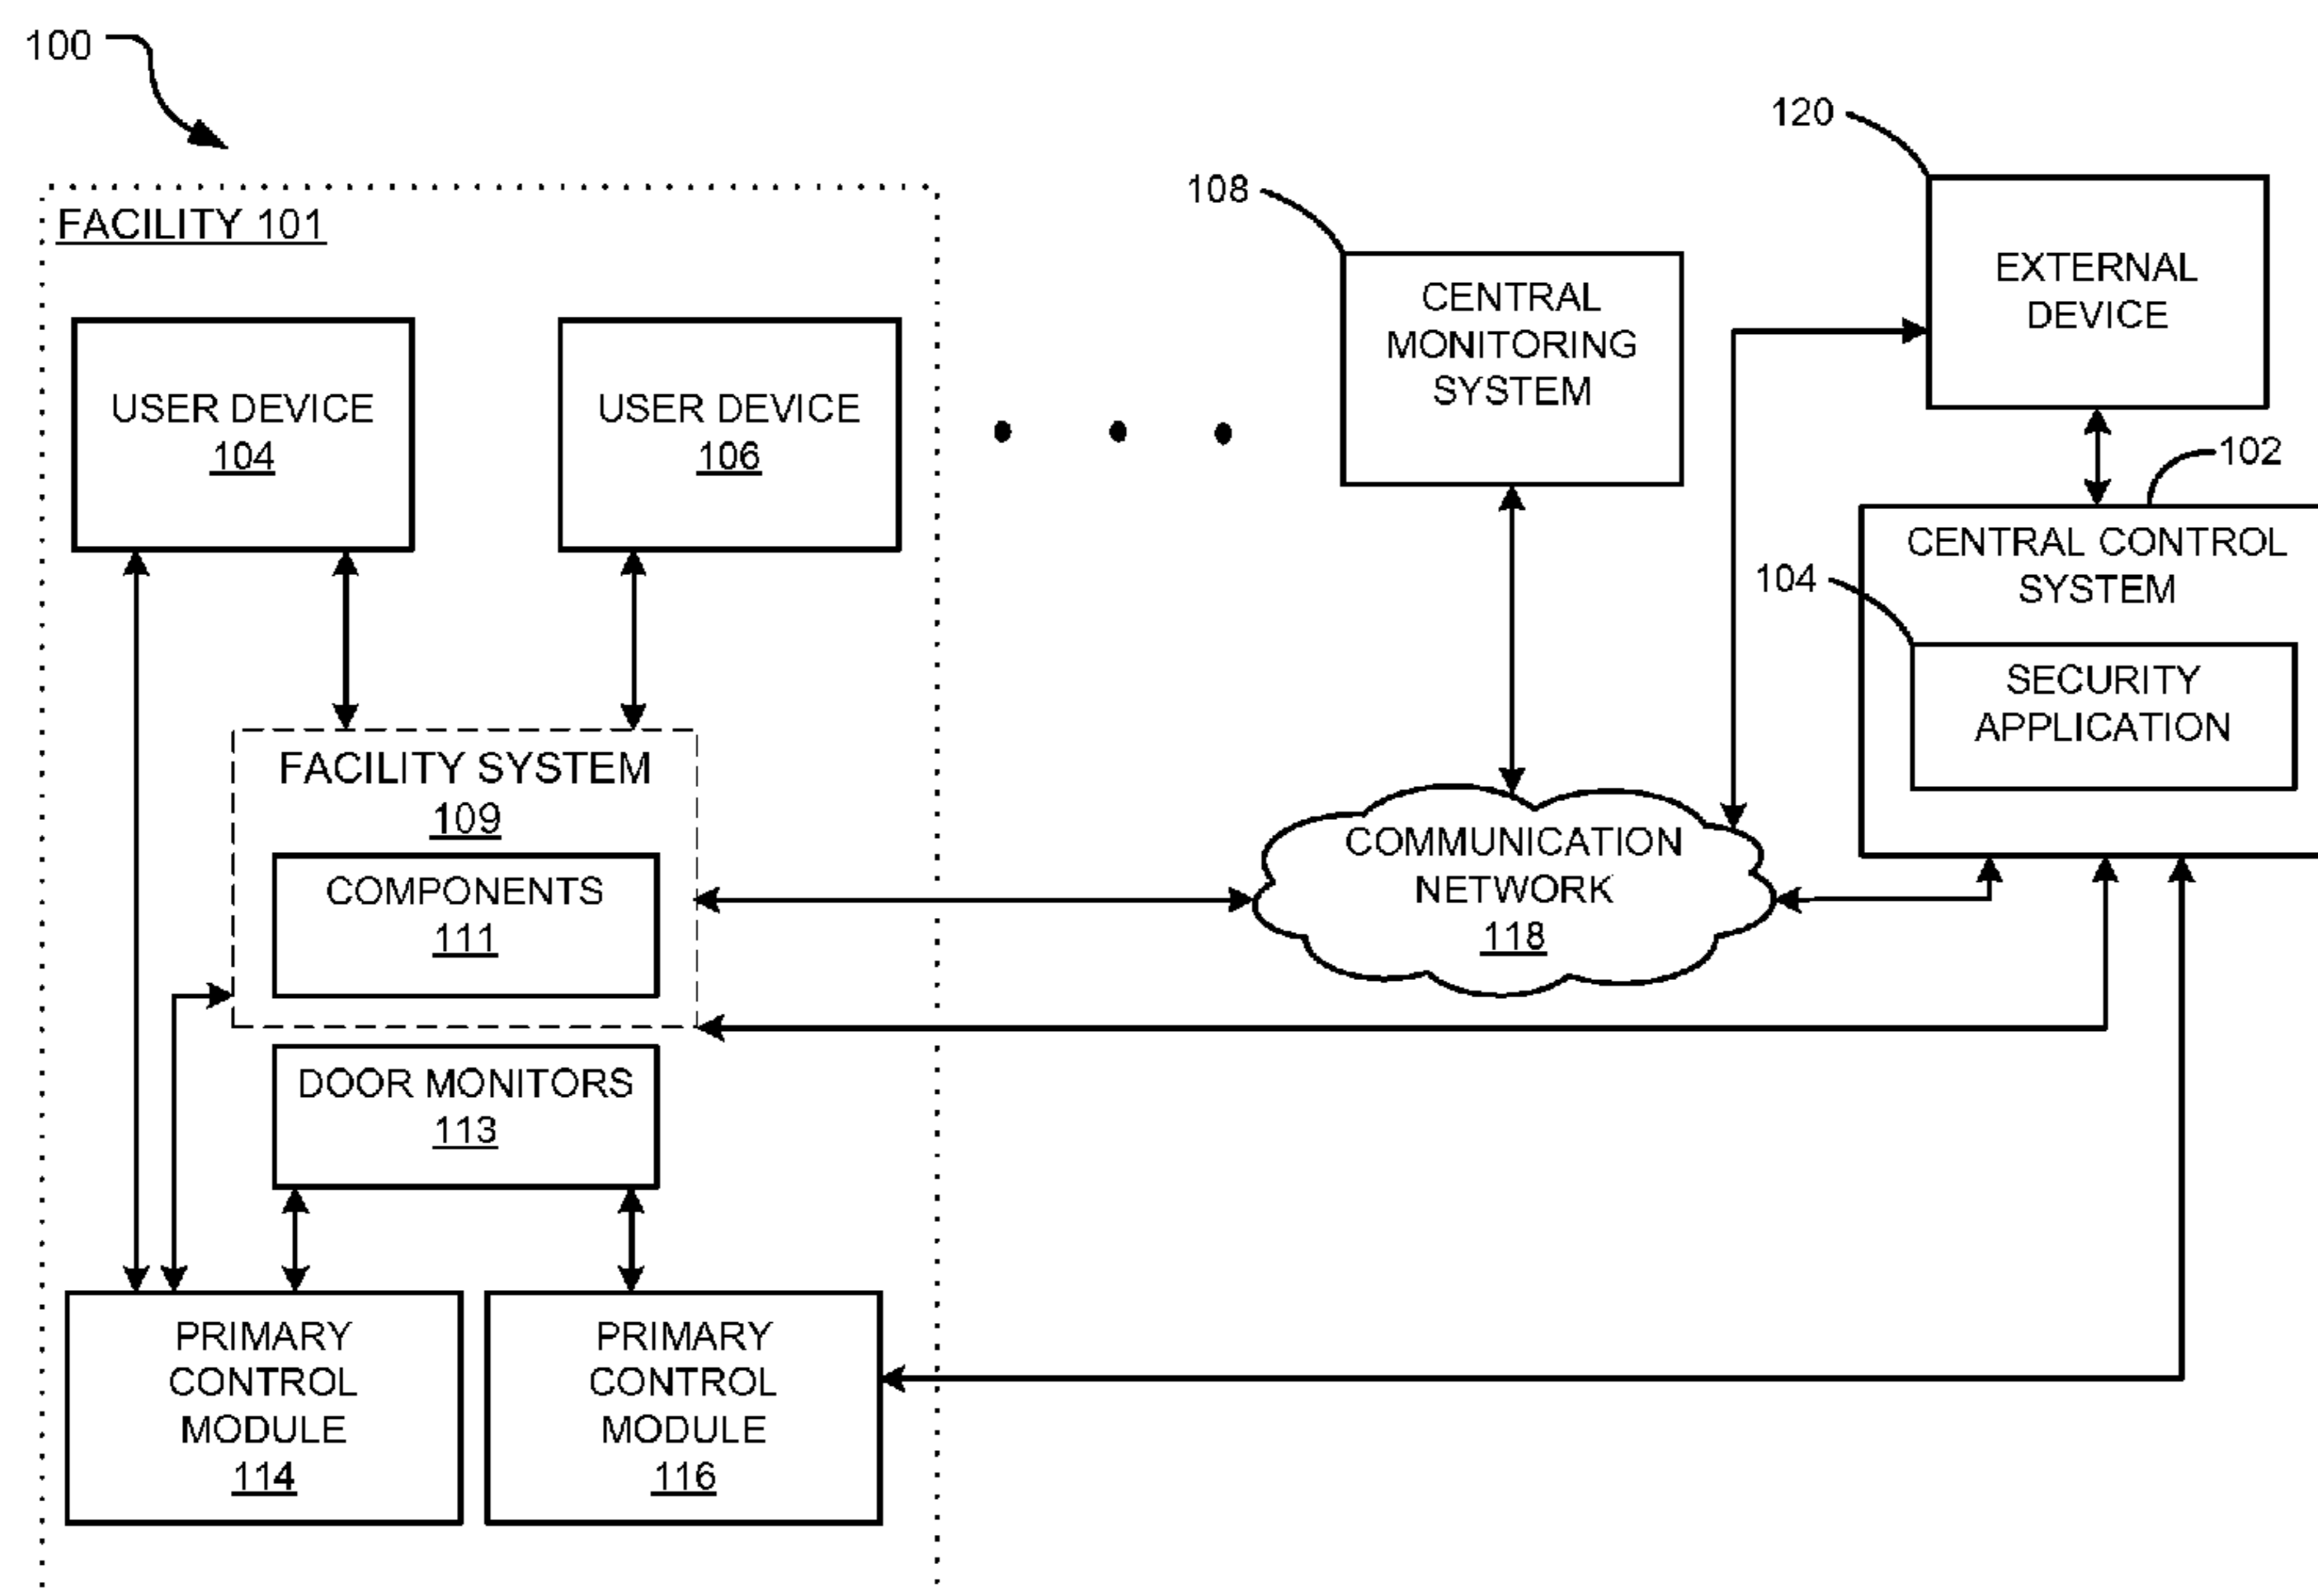 100
FACILITY 101
USER DEVICE
104
USER DEVICE
106
108
CENTRAL
MONITORING
SYSTEM
120
EXTERNAL
DEVICE
102
CENTRAL CONTROL
SYSTEM
104
SECURITY
APPLICATION
FACILITY SYSTEM
109
COMPONENTS
111
COMMUNICATION
NETWORK
118
DOOR MONITORS
113
PRIMARY
CONTROL
MODULE
114
PRIMARY
CONTROL
MODULE
116